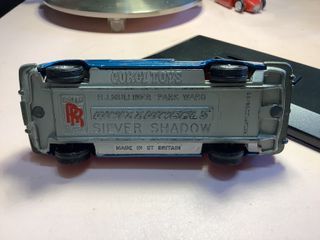 CORGI TOYS
H.J. MULLINER PARK WARD
RR
SILVER SHADOW
MADE IN GT BRITAIN